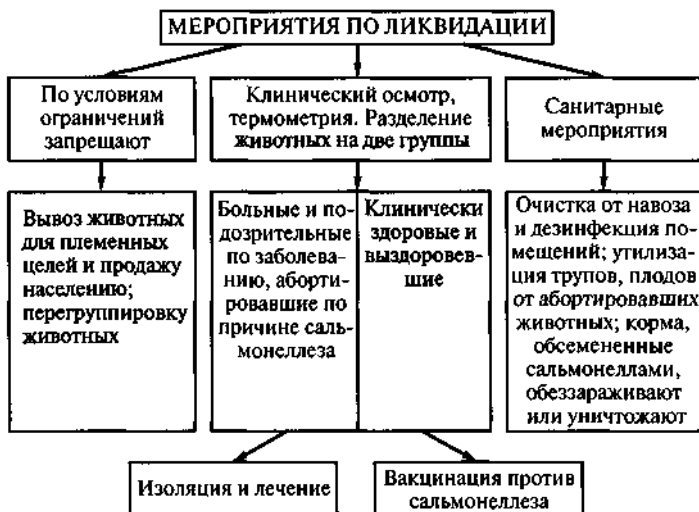 МЕРОПРИЯТИЯ ПО ЛИКВИДАЦИИ
По условиям
ограничений
запрещают
Клинический осмотр,
термометрия. Разделение
животных на две группы
Санитарные
мероприятия
Вывоз животных
для племенных
целей и продажу
населению;
перегруппировку
животных
Больные и по-
дозрительные
по заболева-
нию, аборти-
ровавшие по
причине саль-
монеллеза
Клинически
здоровые и
выздоровев-
шие
Очистка от навоза
и дезинфекция по-
мещений; утилиза-
ция трупов, плодов
от абортировавших
животных; корма,
обсемененные
сальмонеллами,
обеззараживают
или уничтожают
Изоляция и лечение
Вакцинация против
сальмонеллеза